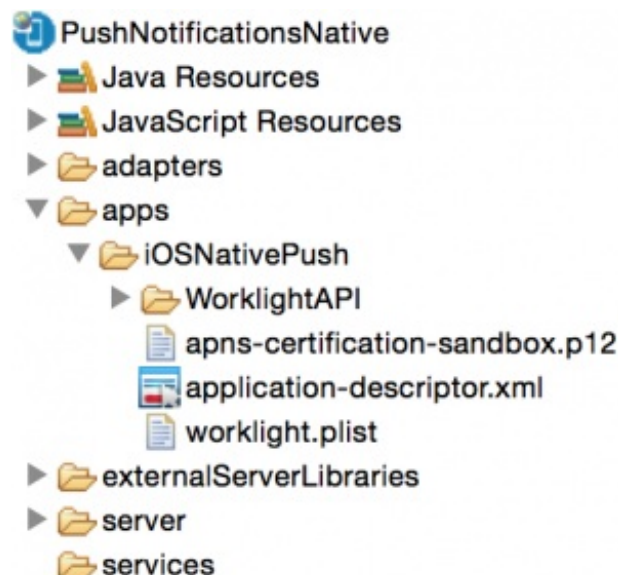 PushNotificationsNative
Java Resources
JavaScript Resources
adapters
apps
iOSNativePush
WorklightAPI
apns-certification-sandbox.p12
application-descriptor.xml
worklight.plist
externalServerLibraries
server
services